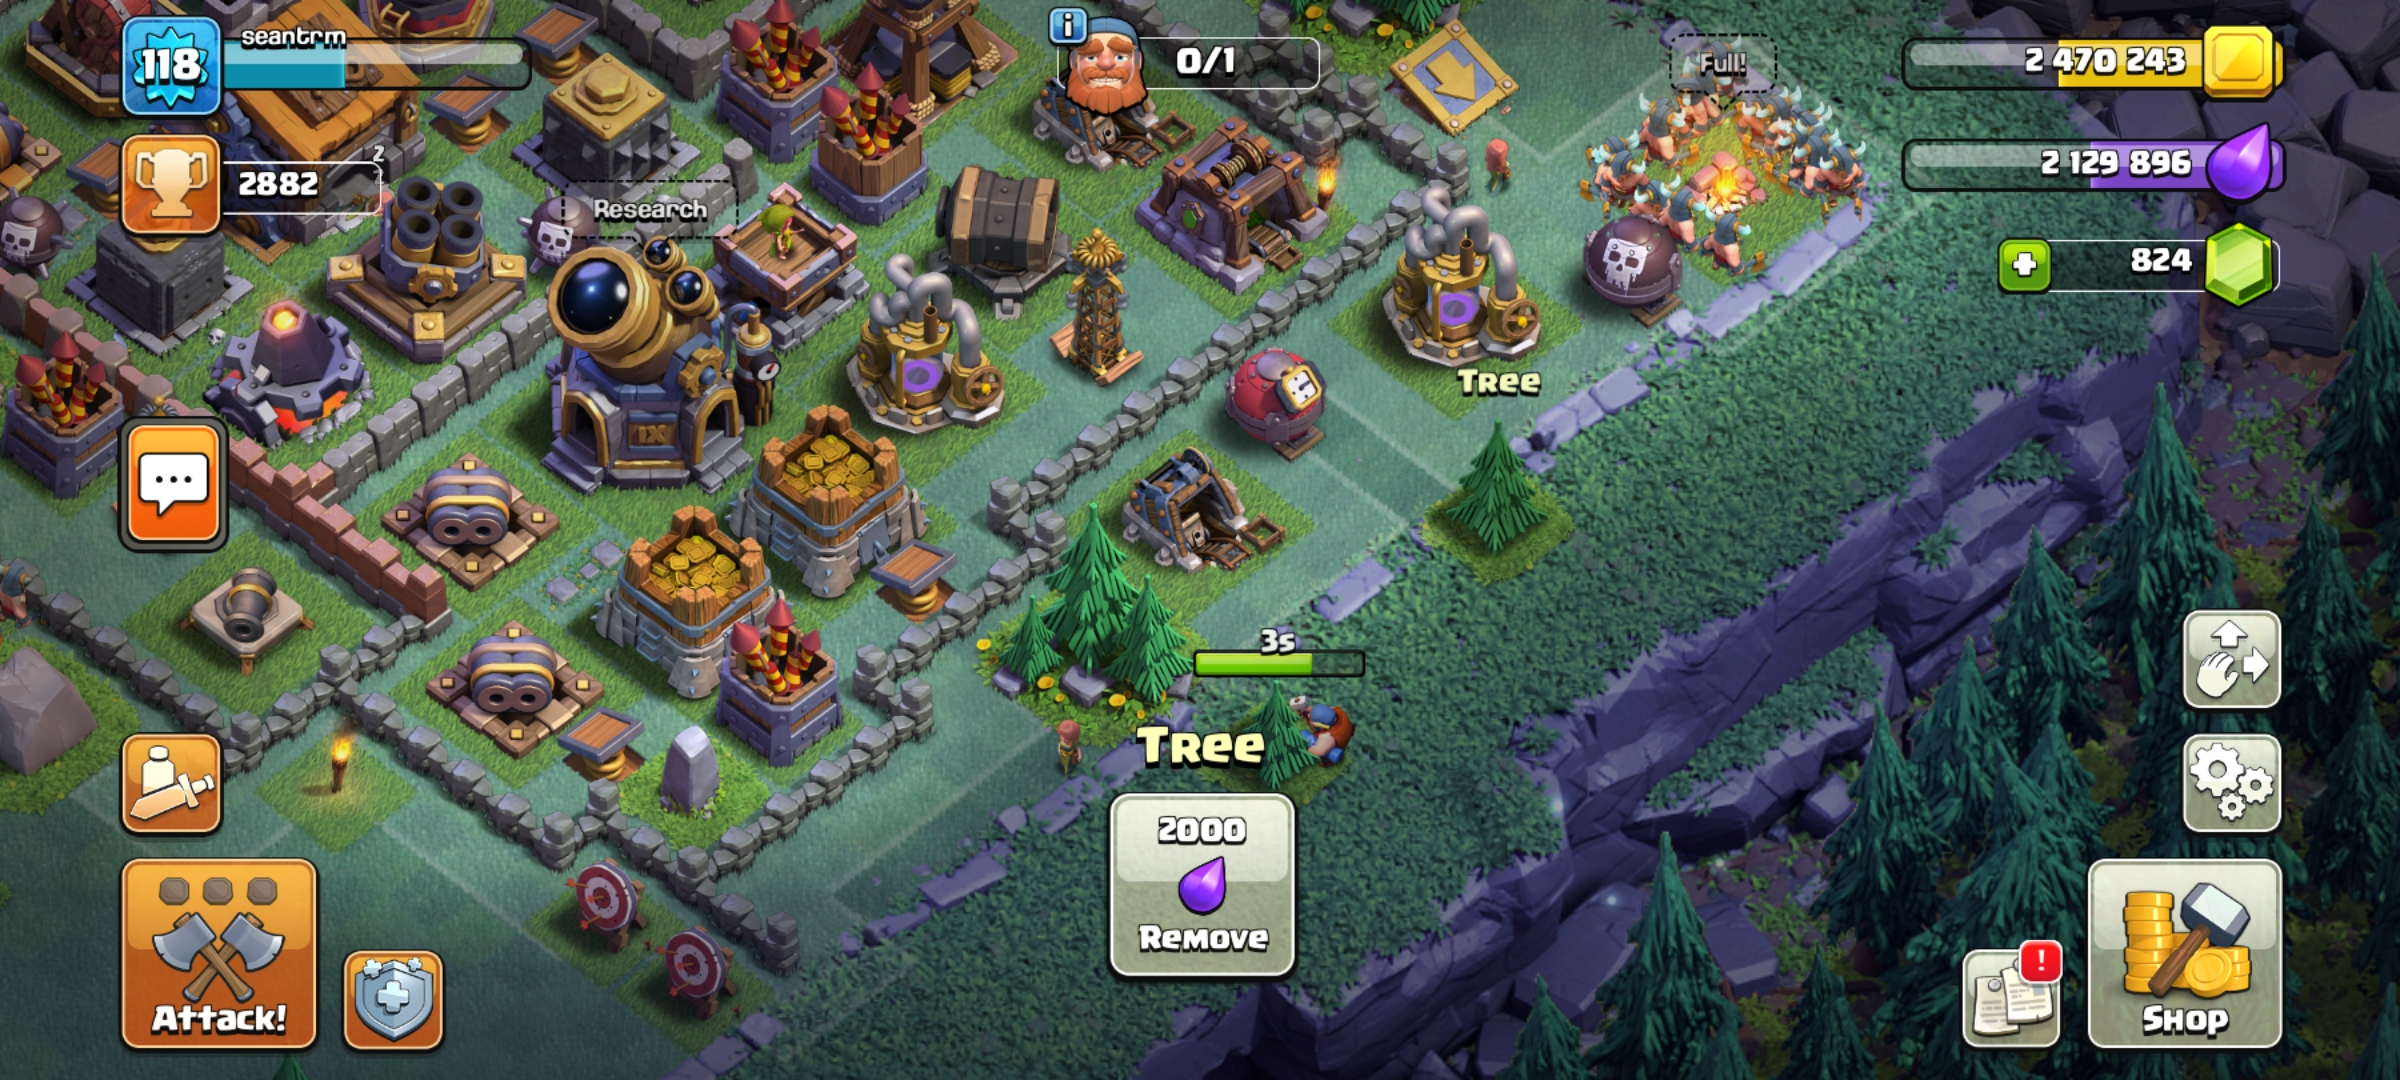 118
seantrm
i
0/1
Full!
2 470 243
2882
2 129 896
Research
824
Tree
IX
3s
Tree
2000
Remove
Attack!
!
Shop